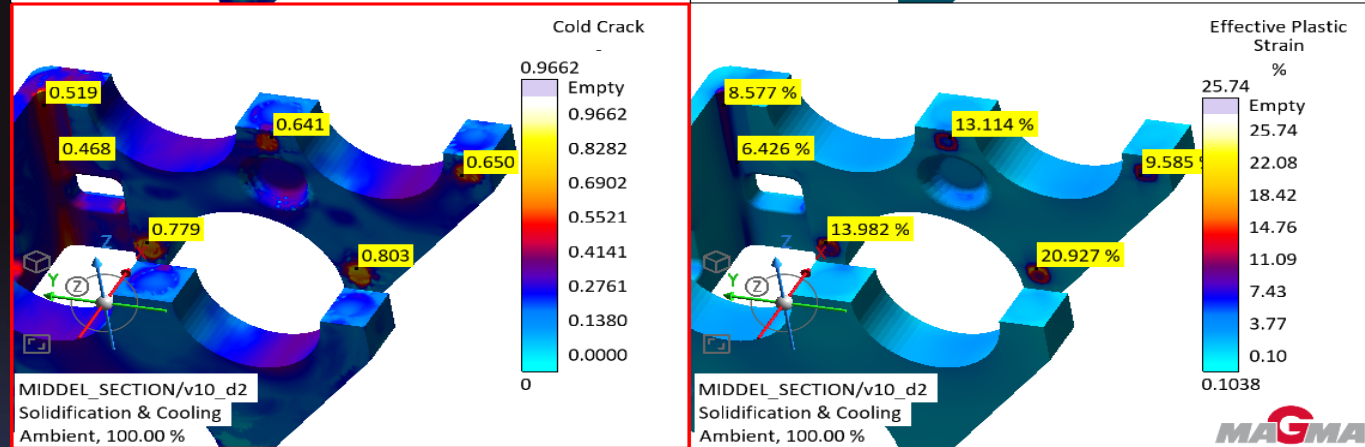 Cold Crack
-
0.9662
Empty
0.9662
0.8282
0.6902
0.5521
0.4141
0.2761
0.1380
0.0000
0
0.519
0.468
0.641
0.650
0.779
0.803
Z
Y
Z
MIDDEL_SECTION/v10_d2
Solidification & Cooling
Ambient, 100.00 %
Effective Plastic
Strain
%
25.74
Empty
25.74
22.08
18.42
14.76
11.09
7.43
3.77
0.10
0.1038
8.577 %
6.426 %
13.114 %
9.585
13.982 %
20.927 %
Z
X
Y
Z
MIDDEL_SECTION/v10_d2
Solidification & Cooling
Ambient, 100.00 %
MAGMA